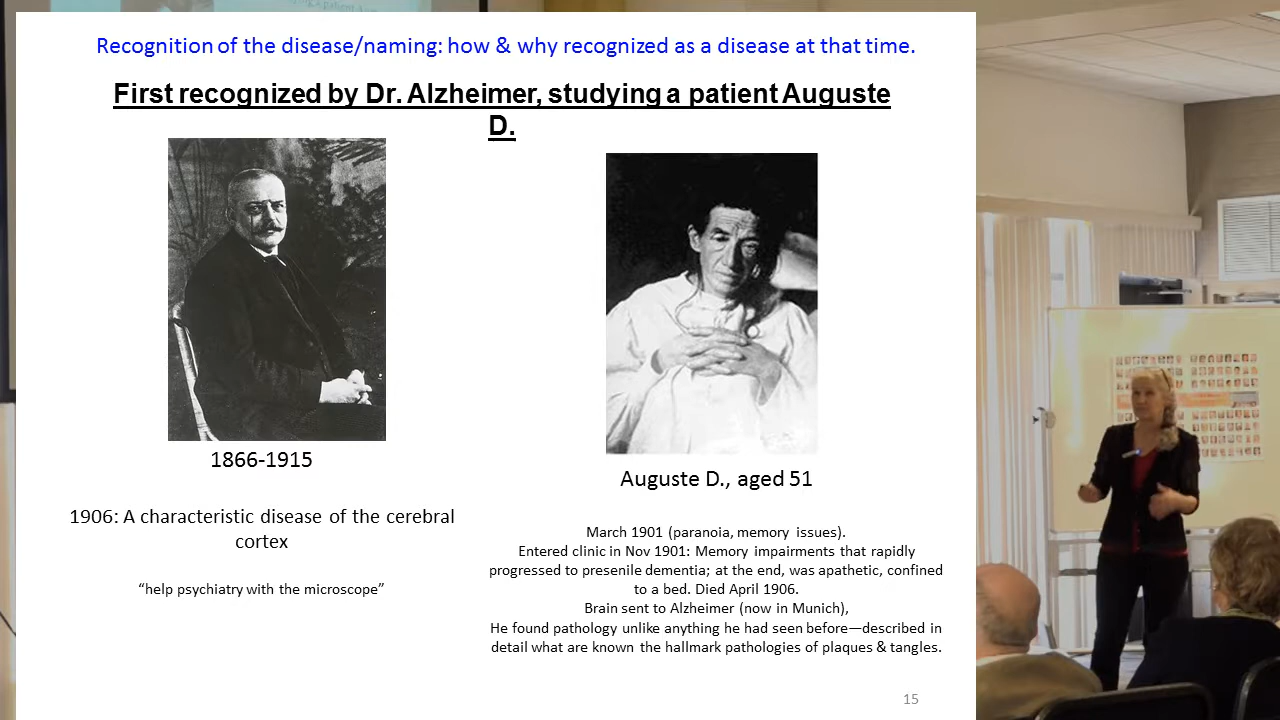 Recognition of the disease/naming: how & why recognized as a disease at that time.
First recognized by Dr. Alzheimer, studying a patient Auguste
D.
1866-1915
Auguste D., aged 51
1906: A characteristic disease of the cerebral
cortex
“help psychiatry with the microscope”
March 1901 (paranoia, memory issues).
Entered clinic in Nov 1901: Memory impairments that rapidly
progressed to presenile dementia; at the end, was apathetic, confined
to a bed. Died April 1906.
Brain sent to Alzheimer (now in Munich),
He found pathology unlike anything he had seen before—described in
detail what are known the hallmark pathologies of plaques & tangles.
15